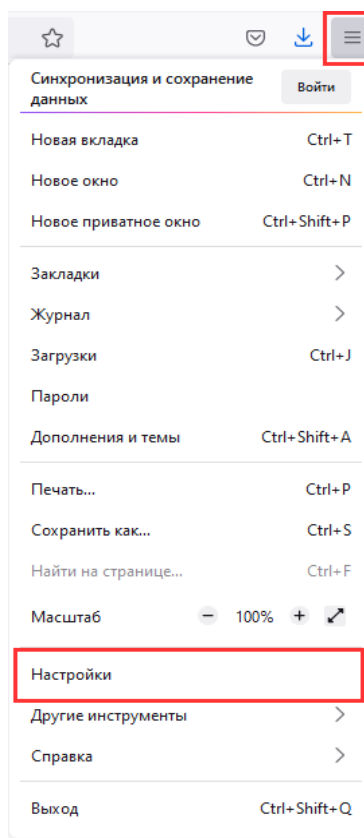 Синхронизация и сохранение
данных
Войти
Новая вкладка Ctrl+T
Новое окно Ctrl+N
Новое приватное окно Ctrl+Shift+P
Закладки
Журнал
Загрузки Ctrl+J
Пароли
Дополнения и темы Ctrl+Shift+A
Печать... Ctrl+P
Сохранить как... Ctrl+S
Найти на странице... Ctrl+F
Масштаб − 100% +
Настройки
Другие инструменты
Справка
Выход Ctrl+Shift+Q